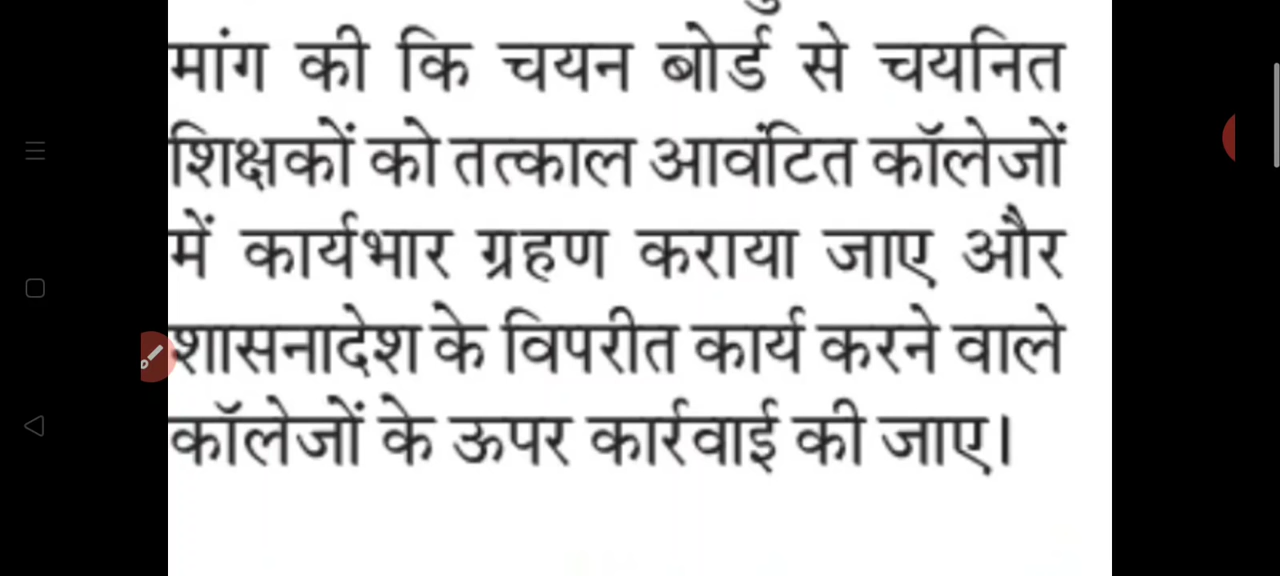 मांग की कि चयन बोर्ड से चयनित
शिक्षकों को तत्काल आवंटित कॉलेजों
में कार्यभार ग्रहण कराया जाए और
शासनादेश के विपरीत कार्य करने वाले
कॉलेजों के ऊपर कार्रवाई की जाए।